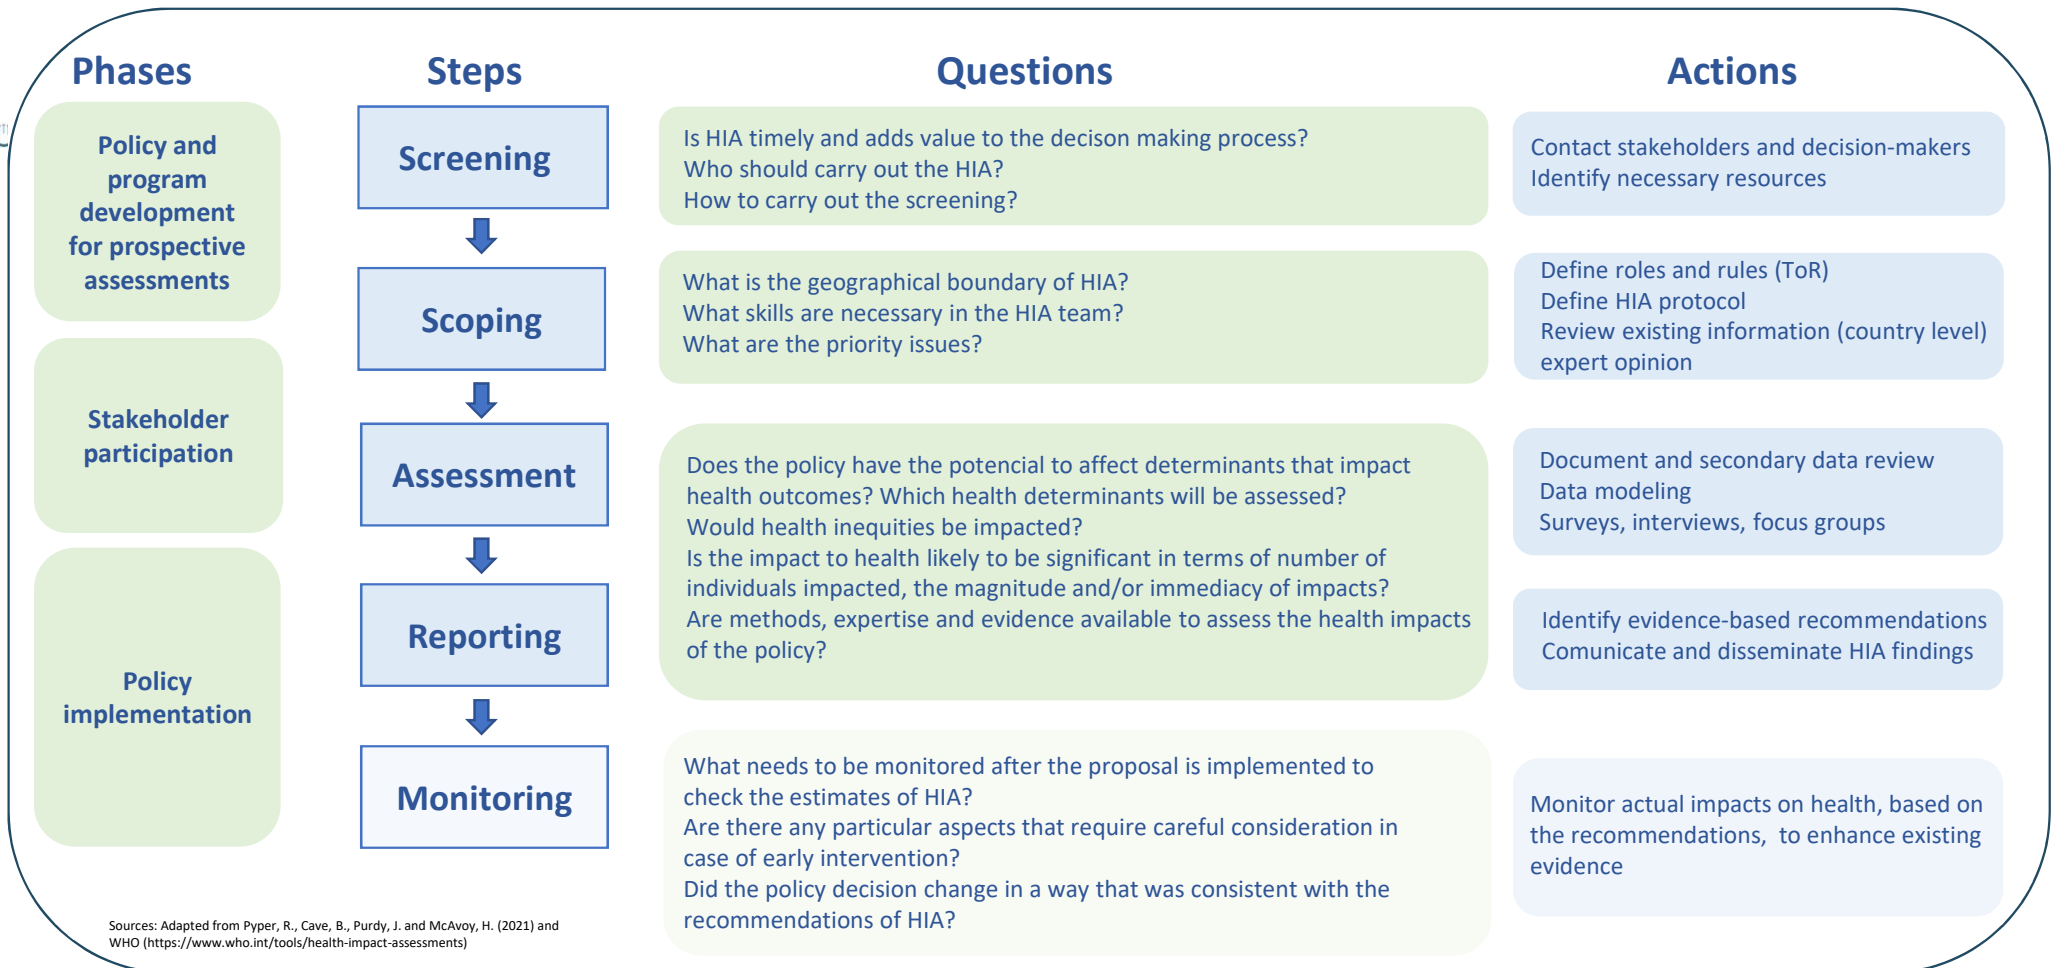 Phases
Steps
Questions
Actions
Policy and
program
development
for prospective
assessments
Stakeholder
participation
Policy
implementation
Screening
Scoping
Assessment
Reporting
Monitoring
Is HIA timely and adds value to the decison making process?
Who should carry out the HIA?
How to carry out the screening?
What is the geographical boundary of HIA?
What skills are necessary in the HIA team?
What are the priority issues?
Does the policy have the potencial to affect determinants that impact
health outcomes? Which health determinants will be assessed?
Would health inequities be impacted?
Is the impact to health likely to be significant in terms of number of
individuals impacted, the magnitude and/or immediacy of impacts?
Are methods, expertise and evidence available to assess the health impacts
of the policy?
What needs to be monitored after the proposal is implemented to
check the estimates of HIA?
Are there any particular aspects that require careful consideration in
case of early intervention?
Did the policy decision change in a way that was consistent with the
recommendations of HIA?
Contact stakeholders and decision-makers
Identify necessary resources
Define roles and rules (ToR)
Define HIA protocol
Review existing information (country level)
expert opinion
Document and secondary data review
Data modeling
Surveys, interviews, focus groups
Identify evidence-based recommendations
Comunicate and disseminate HIA findings
Monitor actual impacts on health, based on
the recommendations,  to enhance existing
evidence
Sources: Adapted from Pyper, R., Cave, B., Purdy, J. and McAvoy, H. (2021) and
WHO (https://www.who.int/tools/health-impact-assessments)